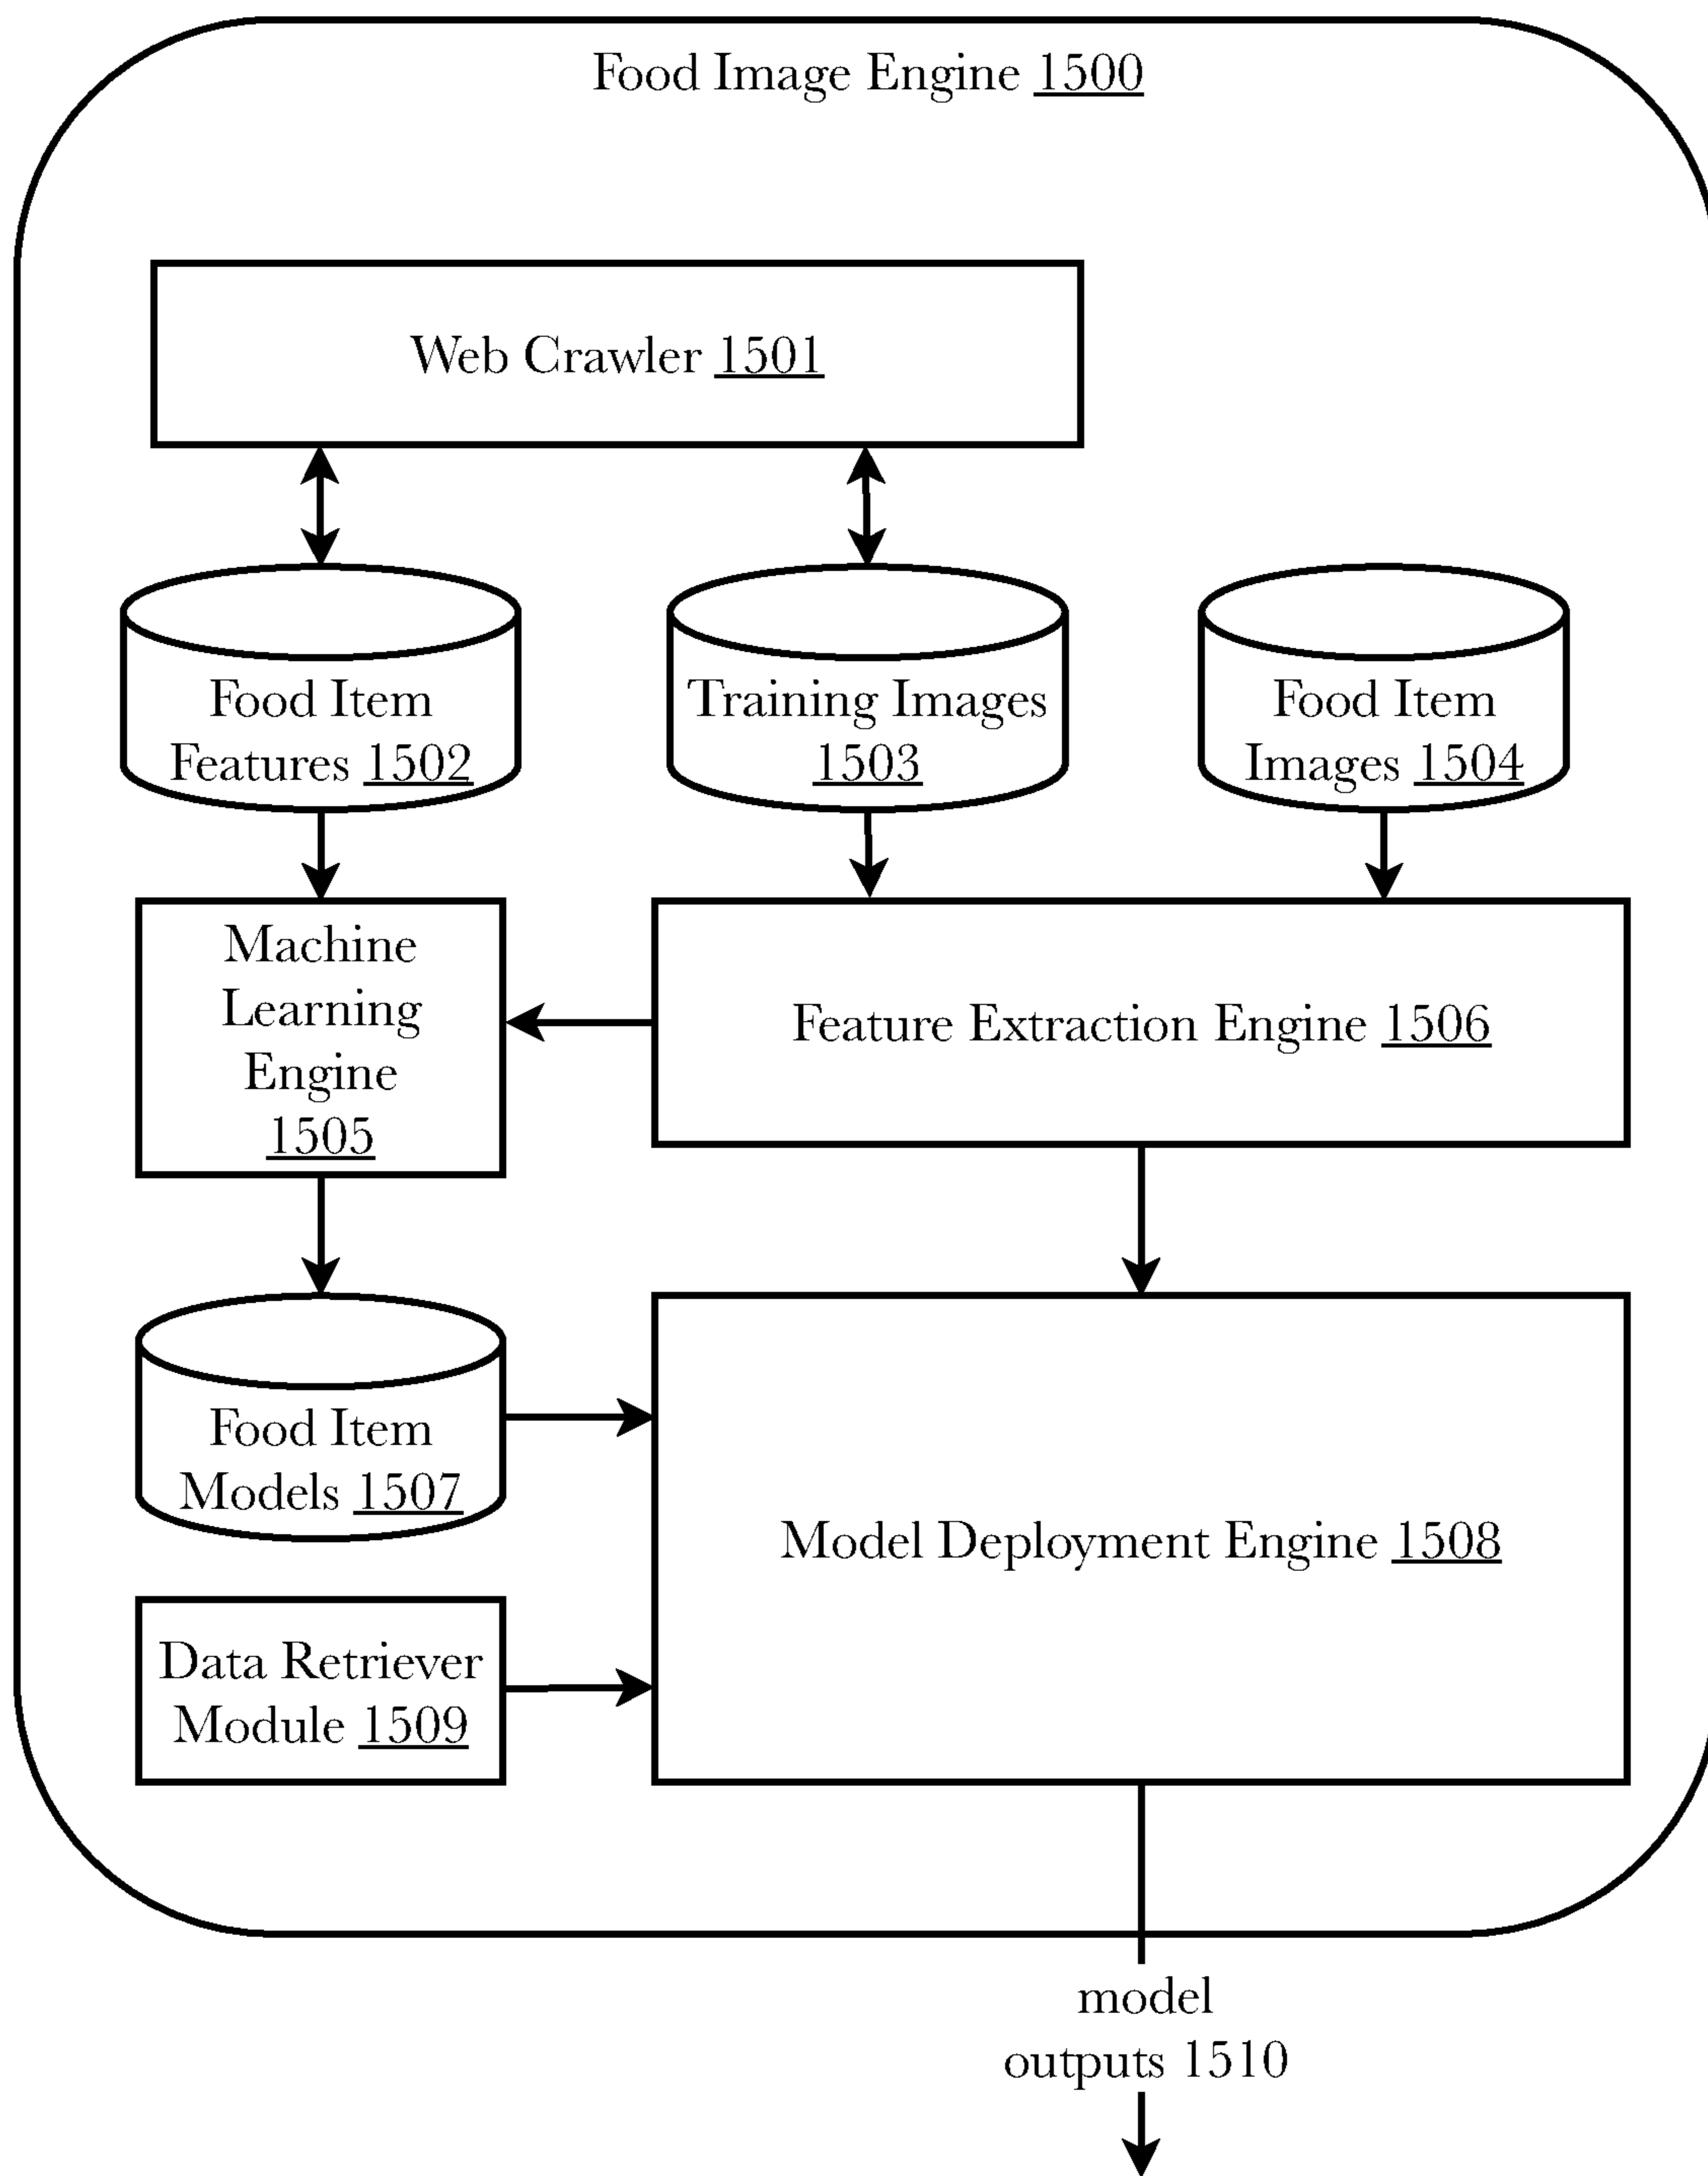 Food Image Engine 1500
Web Crawler 1501
Food Item
Features 1502
Training Images
1503
Food Item
Images 1504
Machine
Learning
Engine
1505
Feature Extraction Engine 1506
Food Item
Models 1507
Model Deployment Engine 1508
Data Retriever
Module 1509
model
outputs 1510